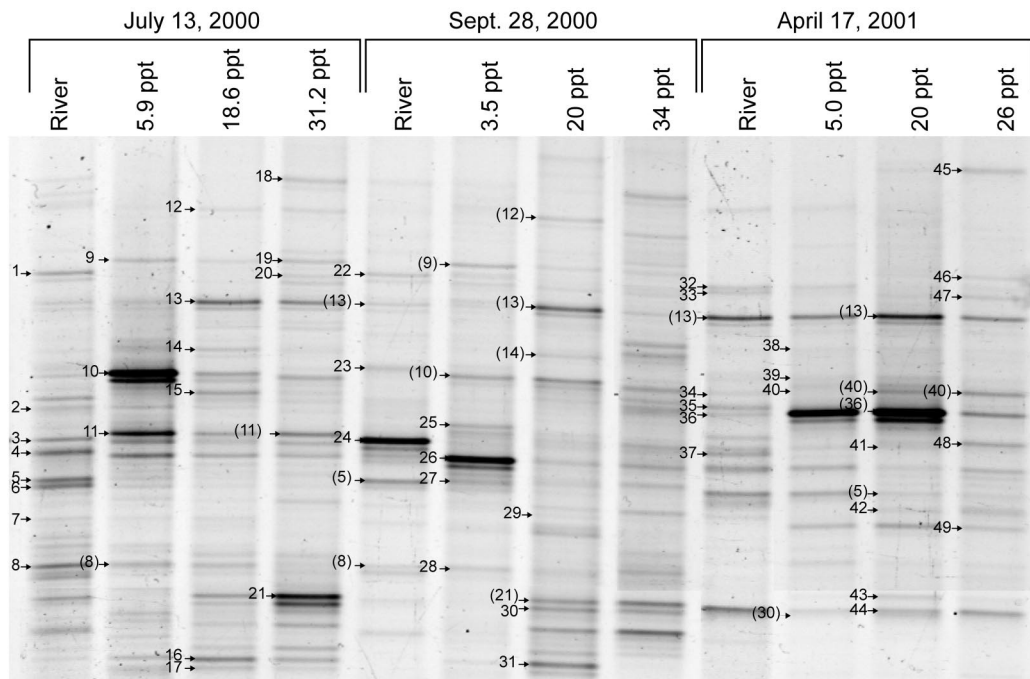 July 13, 2000 Sept. 28, 2000 April 17, 2001
River 5.9 ppt 18.6 ppt 31.2 ppt River 3.5 ppt 20 ppt 34 ppt River 5.0 ppt 20 ppt 26 ppt
45
18
12 (12)
9 19 (9)
1 20 22 46
32
33 47
13 (13) (13) (13) (13)
14 (14) 38
10 23 (10) 39
15 34 40 (40) (40)
2 35 (36)
36
11 (11) 25
3 24 41 48
4 26 37
5 (5) 27 (5)
6
7 29 42
49
8 (8) (8) 28
21 (21) 43
30 (30) 44
16 31
17